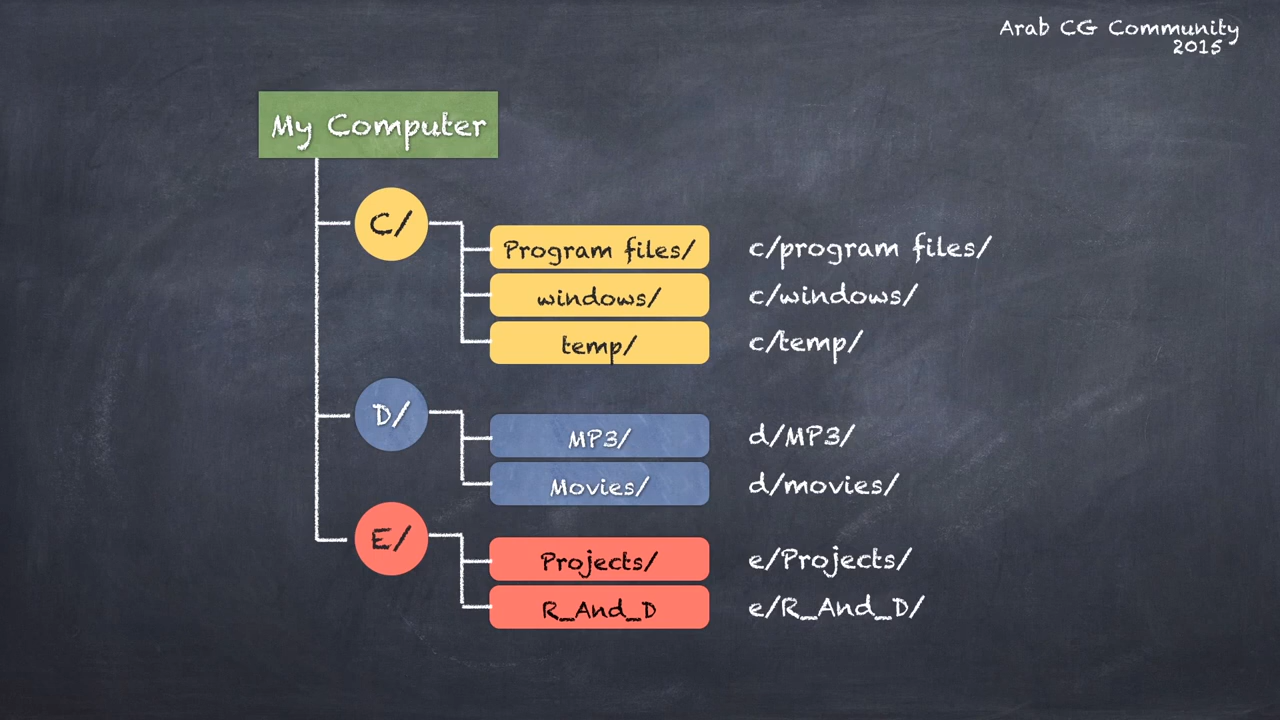 Arab CG Community
2015
My Computer
C/
Program files/ c/program files/
windows/ c/windows/
temp/ c/temp/
D/
MP3/ d/MP3/
Movies/ d/movies/
E/
Projects/ e/Projects/
R_And_D e/R_And_D/